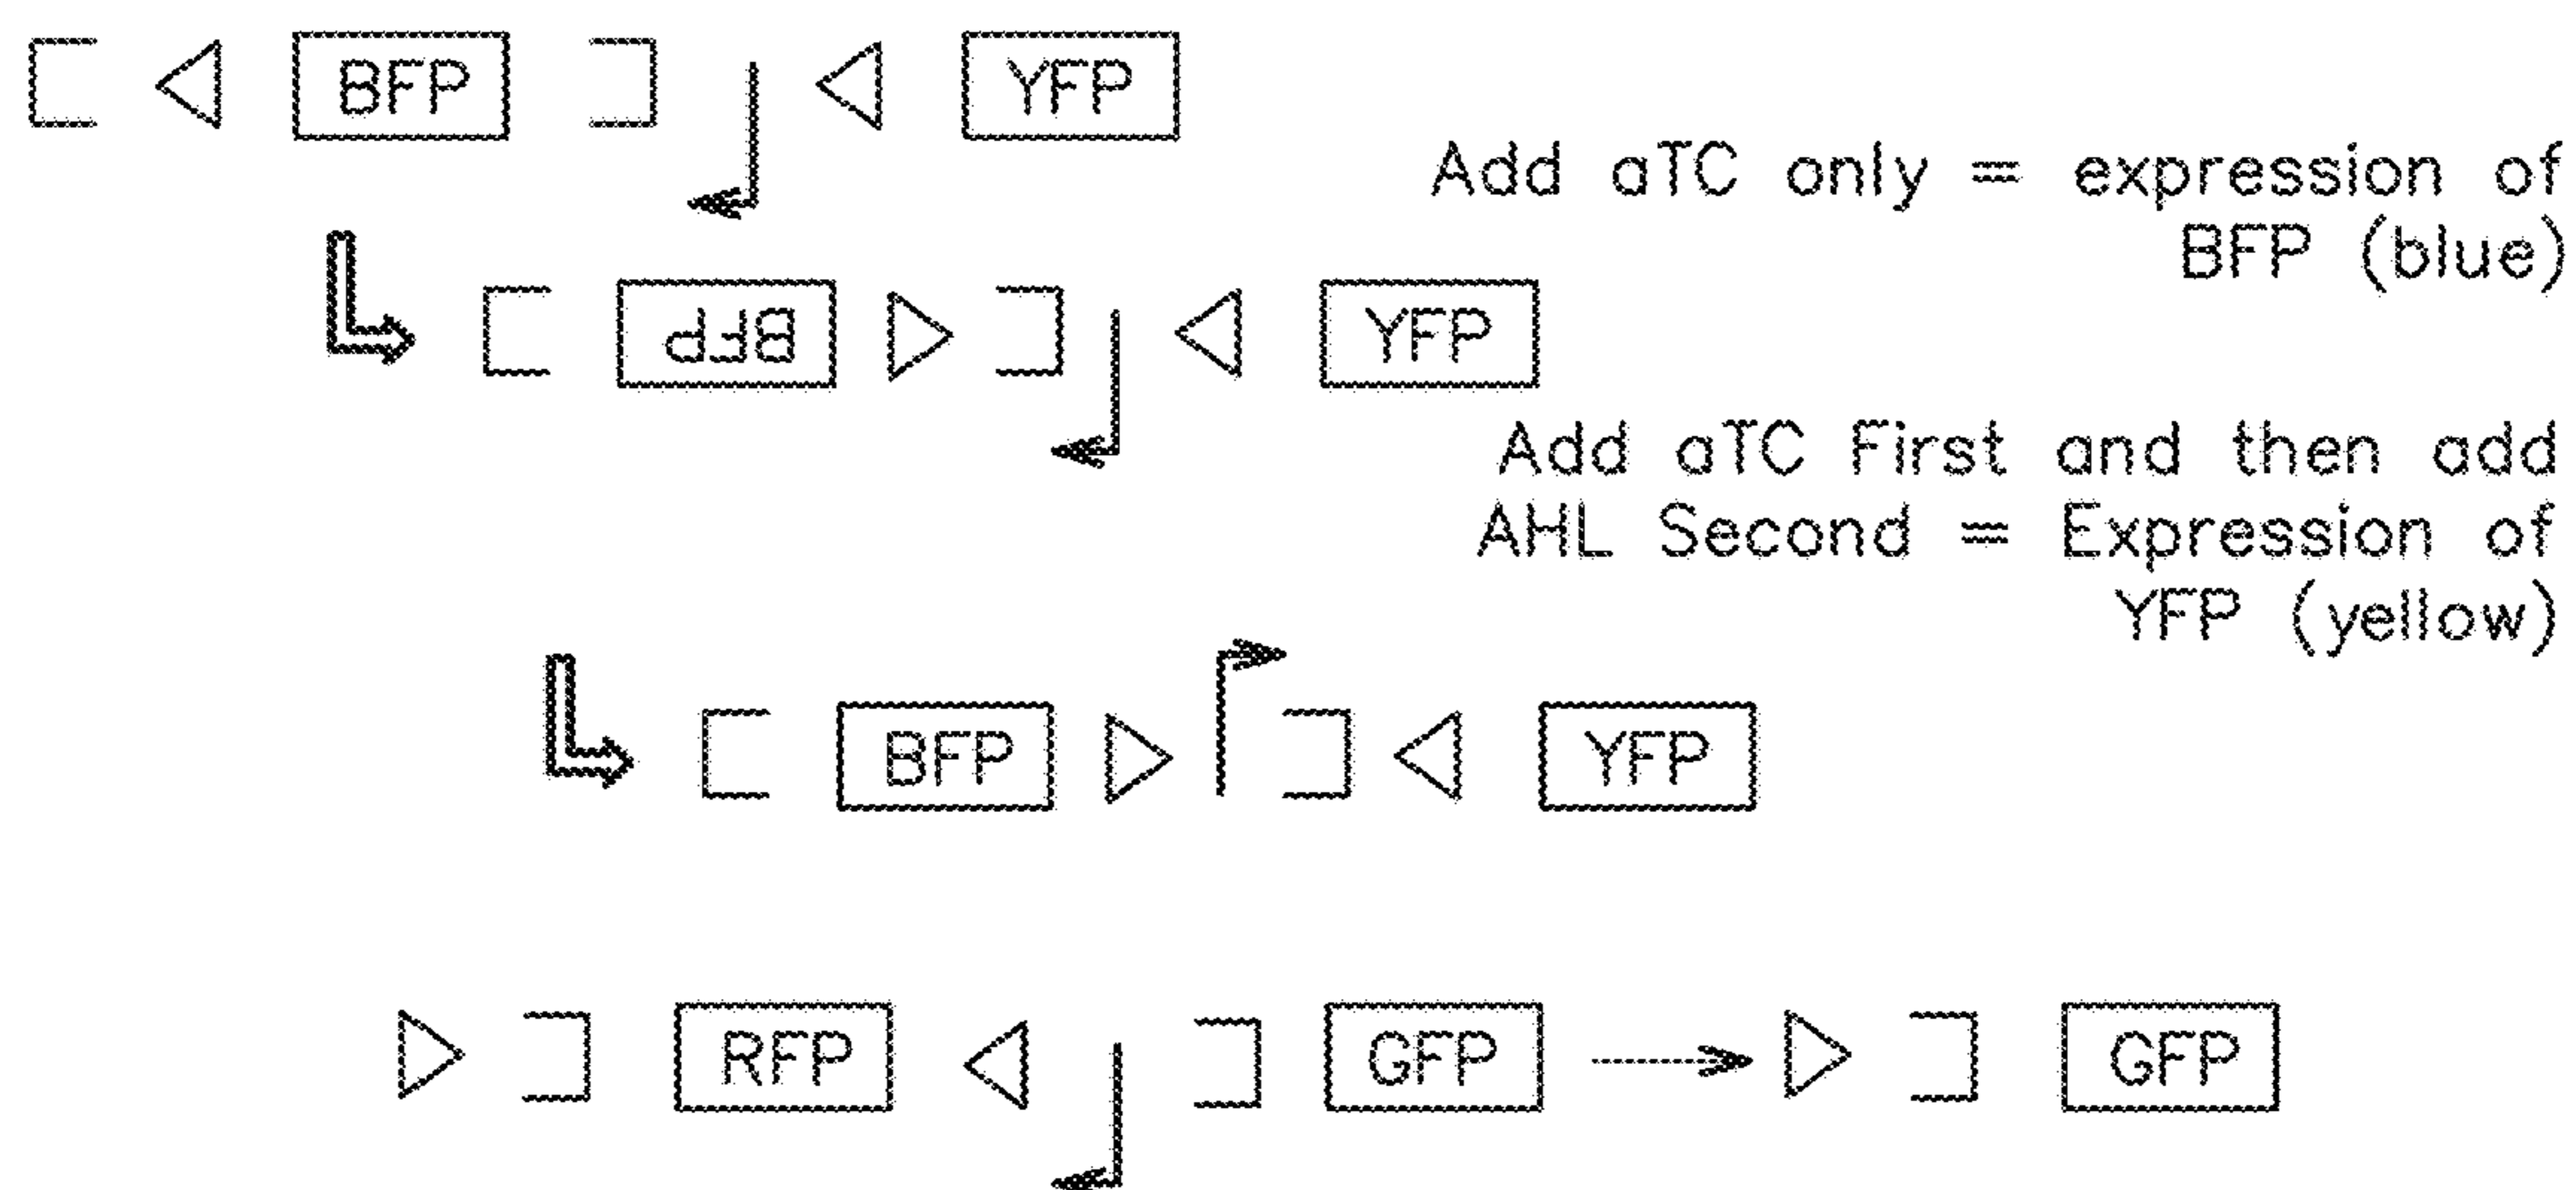 BFP YFP
Add aTC only = expression of
BFP (blue)
BFP YFP
Add aTC First and then add
AHL Second = Expression of
YFP (yellow)
BFP YFP
RFP GFP GFP